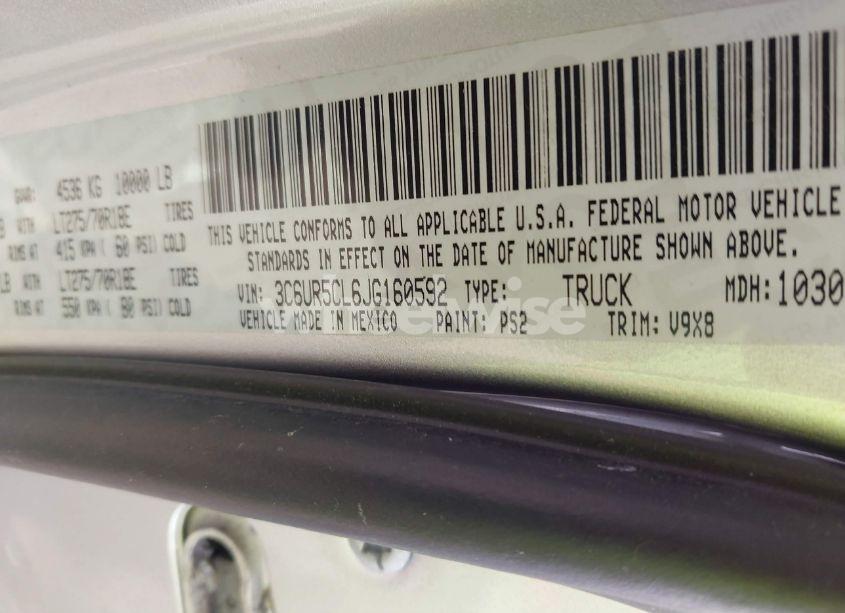 GVWR: 4536 KG 10000 LB
WITH LT275/70R18E TIRES
RIMS AT 415 KPA ( 60 PSI) COLD
LB WITH LT275/70R18E TIRES
RIMS AT 550 KPA ( 80 PSI) COLD
THIS VEHICLE CONFORMS TO ALL APPLICABLE U.S.A. FEDERAL MOTOR VEHICLE
STANDARDS IN EFFECT ON THE DATE OF MANUFACTURE SHOWN ABOVE.
VIN: 3C6UR5CL6JG160592 TYPE: TRUCK MDH: 1030
VEHICLE MADE IN MEXICO PAINT: PS2 TRIM: V9X8